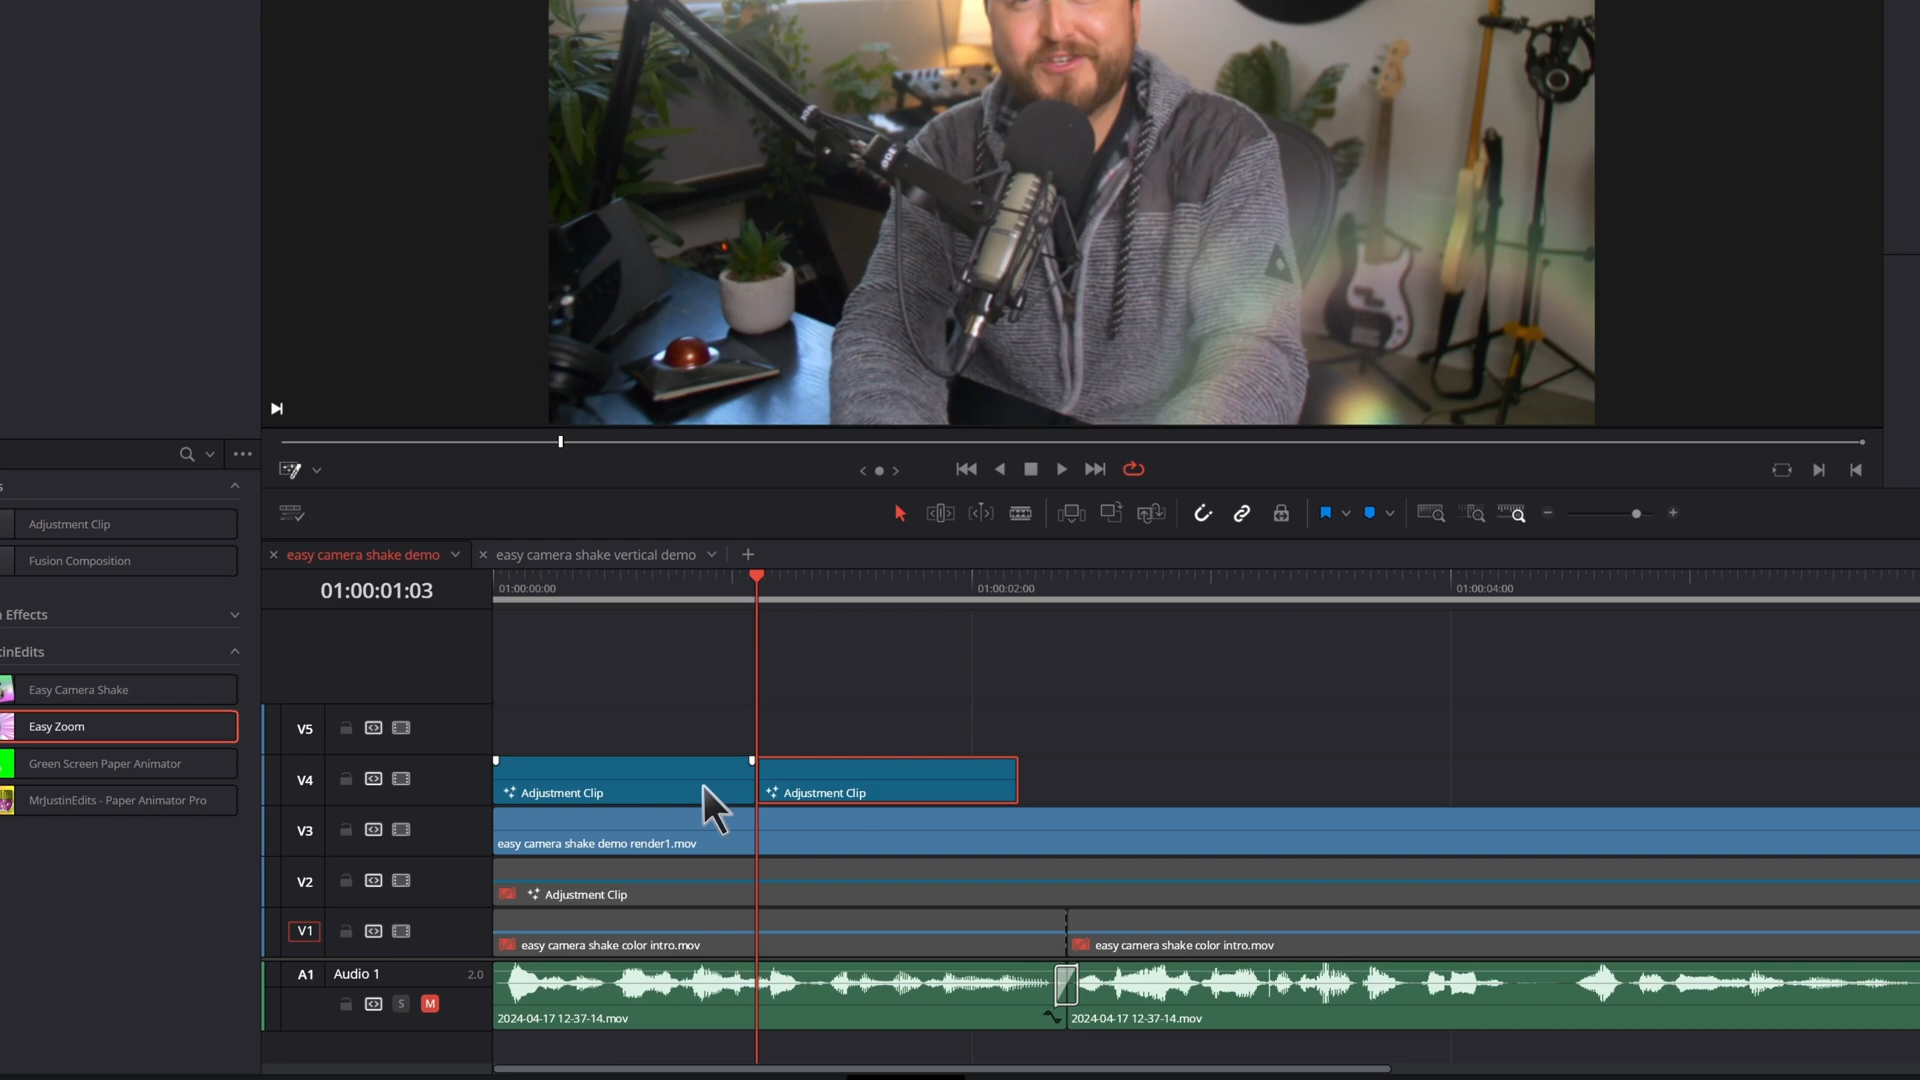 Adjustment Clip
Fusion Composition
Effects
tinEdits
Easy Camera Shake
Easy Zoom
Green Screen Paper Animator
MrJustinEdits - Paper Animator Pro
easy camera shake demo
easy camera shake vertical demo
01:00:01:03
01:00:00:00
01:00:02:00
01:00:04:00
V5
V4
Adjustment Clip
Adjustment Clip
V3
easy camera shake demo render1.mov
V2
Adjustment Clip
V1
easy camera shake color intro.mov
easy camera shake color intro.mov
A1 Audio 1 2.0
S M
2024-04-17 12-37-14.mov
2024-04-17 12-37-14.mov